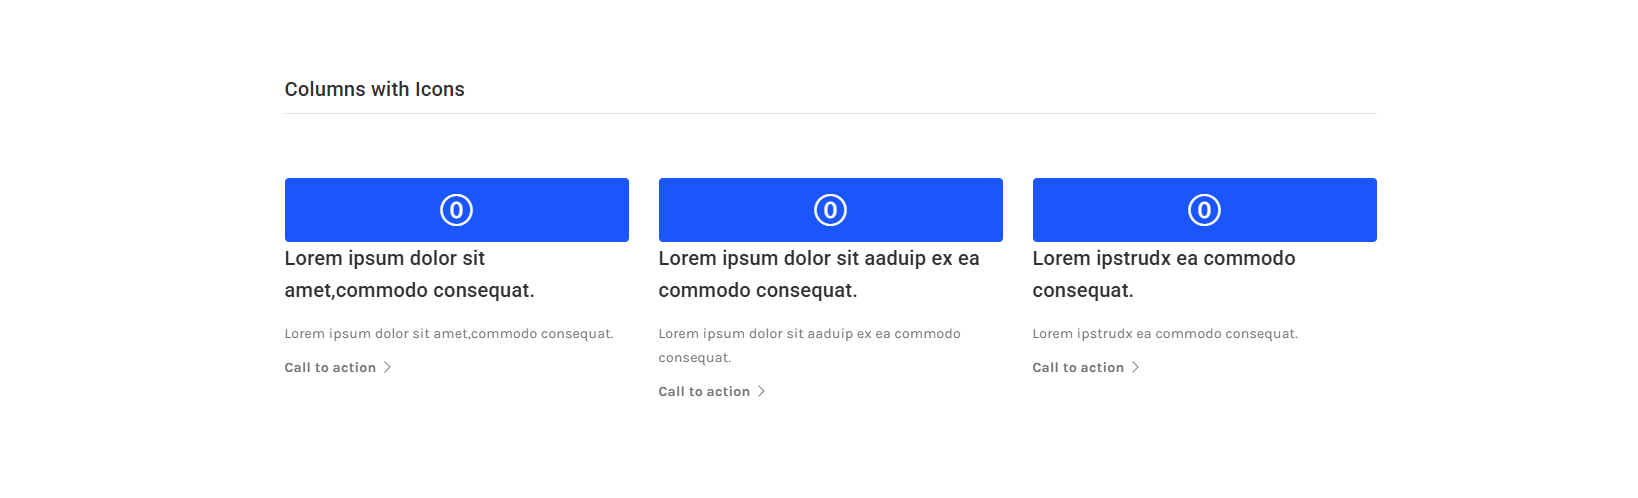 Columns with Icons
0 0 0
Lorem ipsum dolor sit
amet,commodo consequat.
Lorem ipsum dolor sit amet,commodo consequat.
Call to action
Lorem ipsum dolor sit aaduip ex ea
commodo consequat.
Lorem ipsum dolor sit aaduip ex ea commodo
consequat.
Call to action
Lorem ipstrudx ea commodo
consequat.
Lorem ipstrudx ea commodo consequat.
Call to action